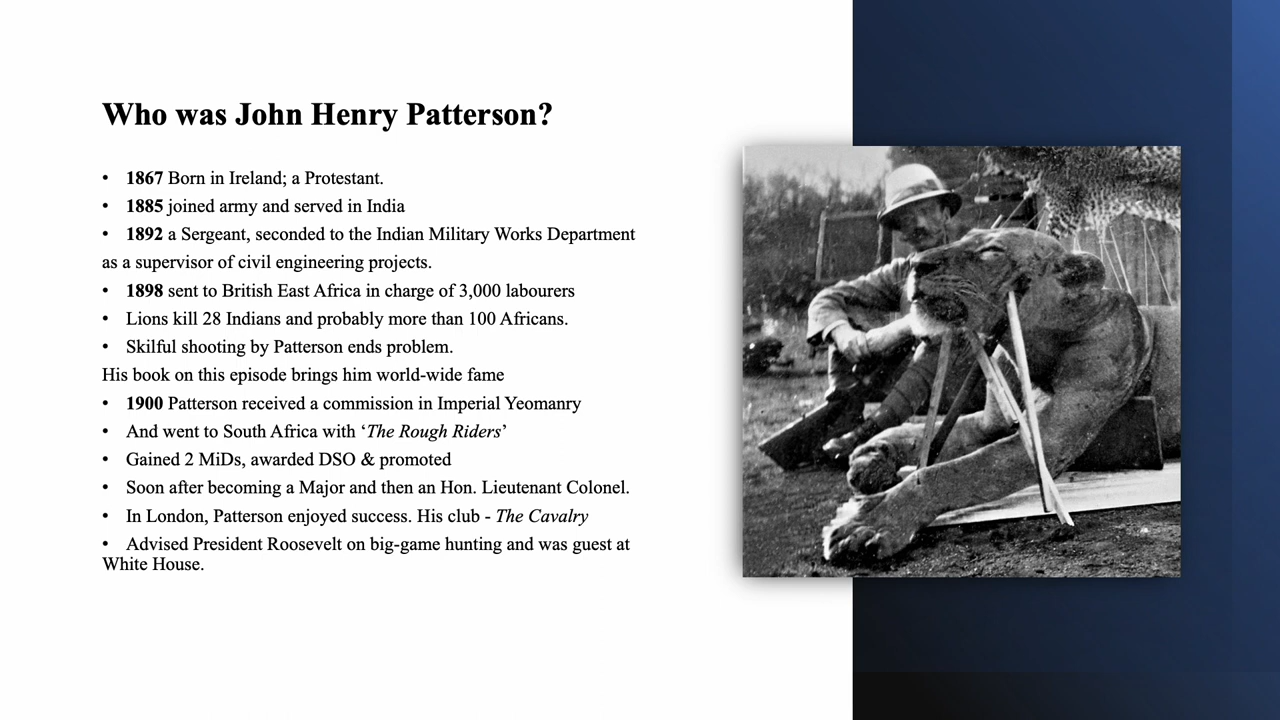 Who was John Henry Patterson?
• 1867 Born in Ireland; a Protestant.
• 1885 joined army and served in India
• 1892 a Sergeant, seconded to the Indian Military Works Department
as a supervisor of civil engineering projects.
• 1898 sent to British East Africa in charge of 3,000 labourers
• Lions kill 28 Indians and probably more than 100 Africans.
• Skilful shooting by Patterson ends problem.
His book on this episode brings him world-wide fame
• 1900 Patterson received a commission in Imperial Yeomanry
• And went to South Africa with ‘The Rough Riders’
• Gained 2 MiDs, awarded DSO & promoted
• Soon after becoming a Major and then an Hon. Lieutenant Colonel.
• In London, Patterson enjoyed success. His club - The Cavalry
• Advised President Roosevelt on big-game hunting and was guest at
White House.